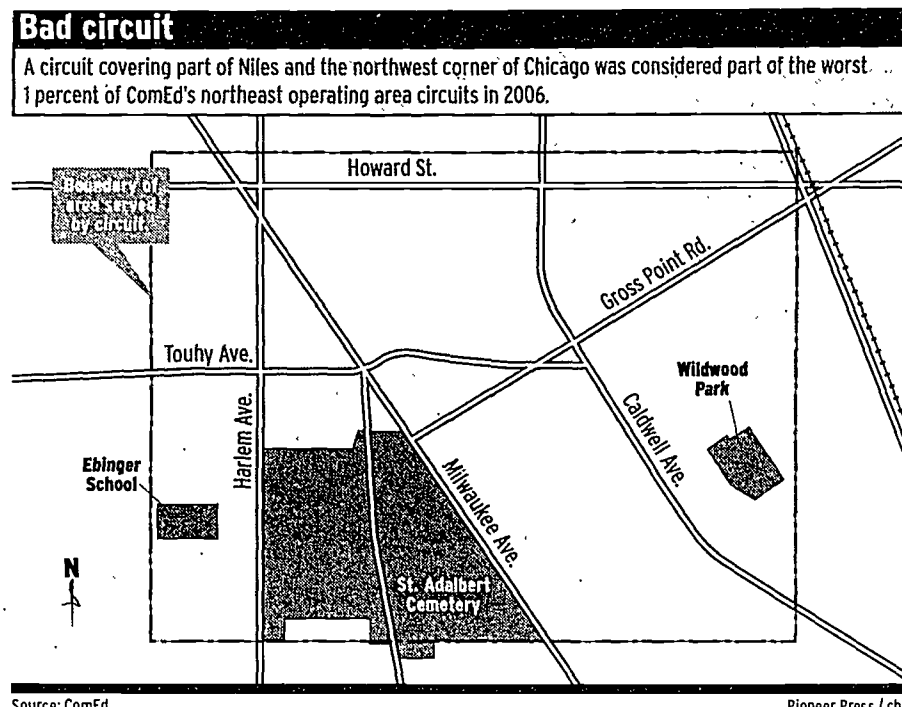 Bad circuit
A circuit covering part of Niles and the northwest corner of Chicago was considered part of the worst
1 percent of ComEd's northeast operating area circuits in 2006.
Howard St.
Boundary of
area served
by circuit
Gross Point Rd.
Touhy Ave.
Wildwood
Park
Harlem Ave.
Caldwell Ave.
Ebinger
School
Milwaukee Ave.
N
St. Adalbert
Cemetery
Source: ComEd
Pioneer Press /